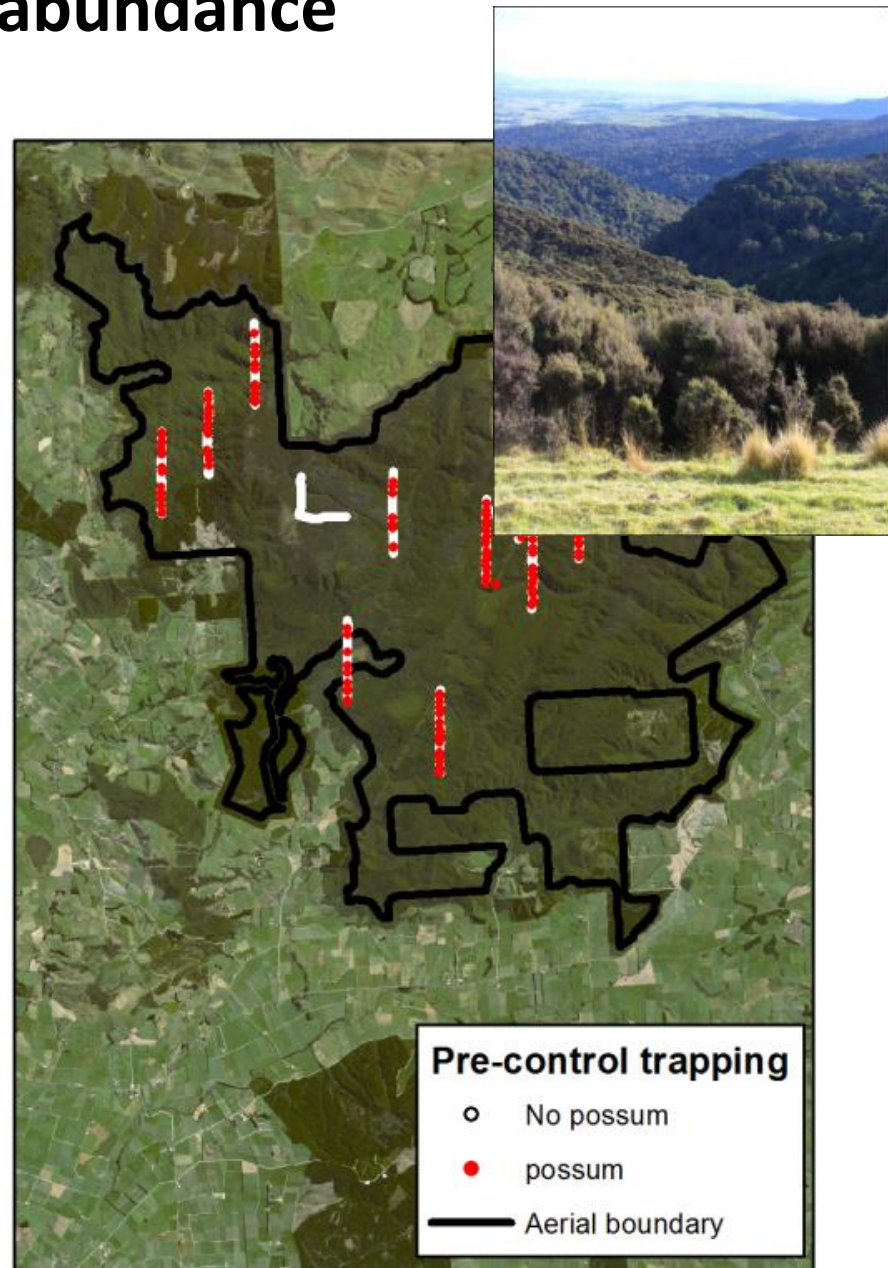 abundance
Pre-control trapping
No possum
possum
Aerial boundary